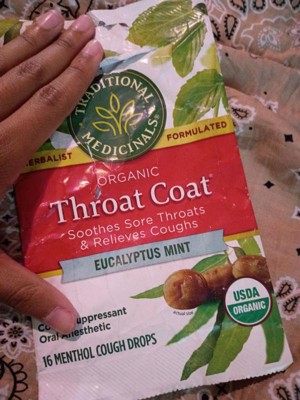 TRADITIONAL
MEDICINALS®
HERBALIST
FORMULATED
ORGANIC
Throat Coat®
Soothes Sore Throats
& Relieves Coughs
EUCALYPTUS MINT
USDA
ORGANIC
Suppressant
Oral Anesthetic
16 MENTHOL COUGH DROPS